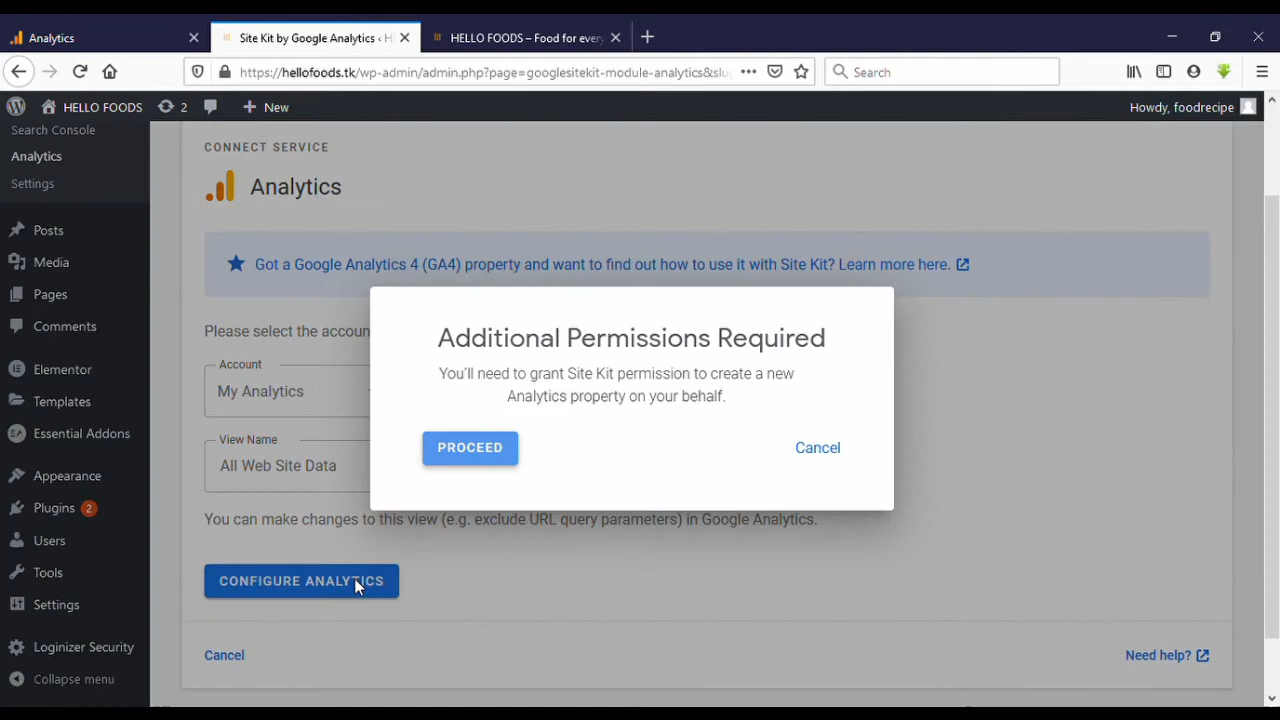 Analytics
Site Kit by Google Analytics ‹ H
HELLO FOODS – Food for every
https://hellofoods.tk/wp-admin/admin.php?page=googlesitekit-module-analytics&slu
Search
HELLO FOODS
2
New
Howdy, foodrecipe
Search Console
Analytics
Settings
Posts
Media
Pages
Comments
Elementor
Templates
Essential Addons
Appearance
Plugins 2
Users
Tools
Settings
Loginizer Security
Collapse menu
CONNECT SERVICE
Analytics
Got a Google Analytics 4 (GA4) property and want to find out how to use it with Site Kit? Learn more here.
Please select the accoun
Account
My Analytics
View Name
All Web Site Data
You can make changes to this view (e.g. exclude URL query parameters) in Google Analytics.
CONFIGURE ANALYTICS
Cancel
Need help?
Additional Permissions Required
You'll need to grant Site Kit permission to create a new
Analytics property on your behalf.
PROCEED
Cancel